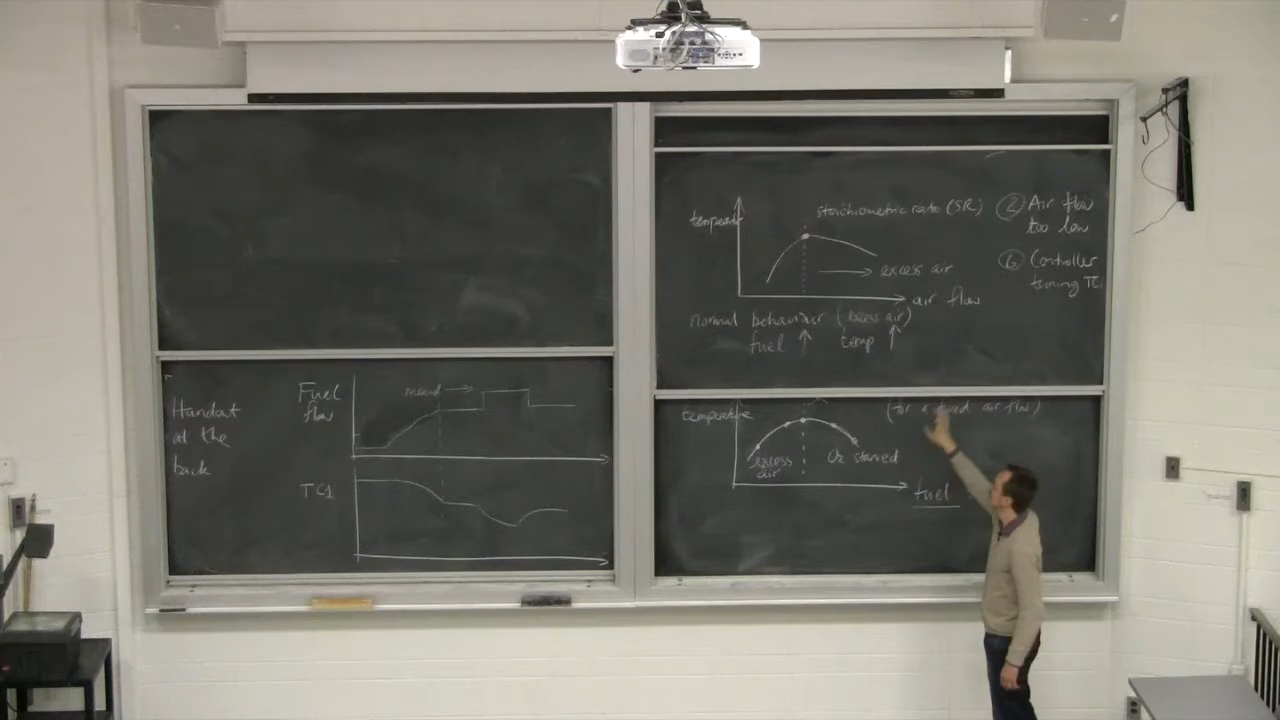 temperatu
stoichiometric ratio (SR)
excess air
air flow
② Air flow
too low
⑥ Controller
tuning TC1
normal behaviour (excess air)
fuel ↑ temp ↑
Handout
at the
back
Fuel
flow
manual
TC1
temperature
(for a fixed air flow)
excess
air
O2 starved
fuel